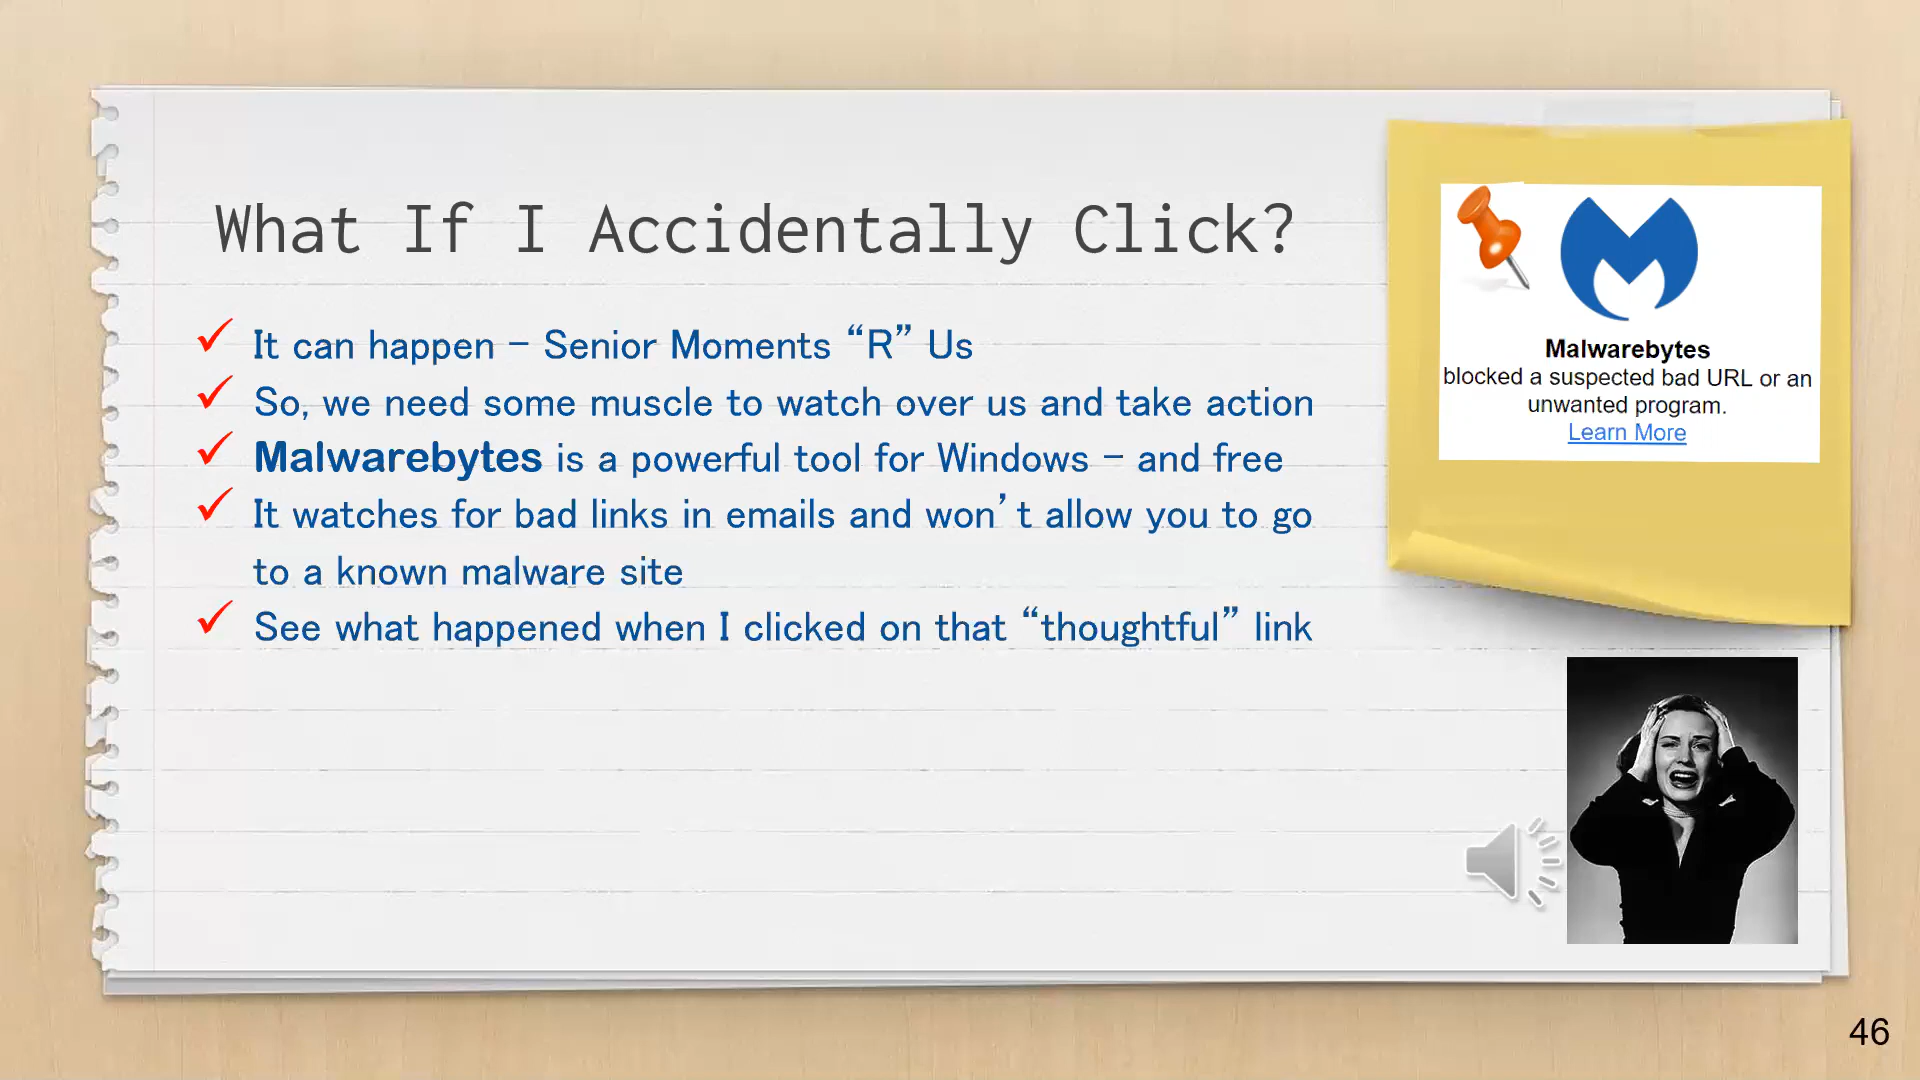 What If I Accidentally Click?
It can happen – Senior Moments “R” Us
So, we need some muscle to watch over us and take action
Malwarebytes is a powerful tool for Windows – and free
It watches for bad links in emails and won’t allow you to go
to a known malware site
See what happened when I clicked on that “thoughtful” link
Malwarebytes
blocked a suspected bad URL or an
unwanted program.
Learn More
46